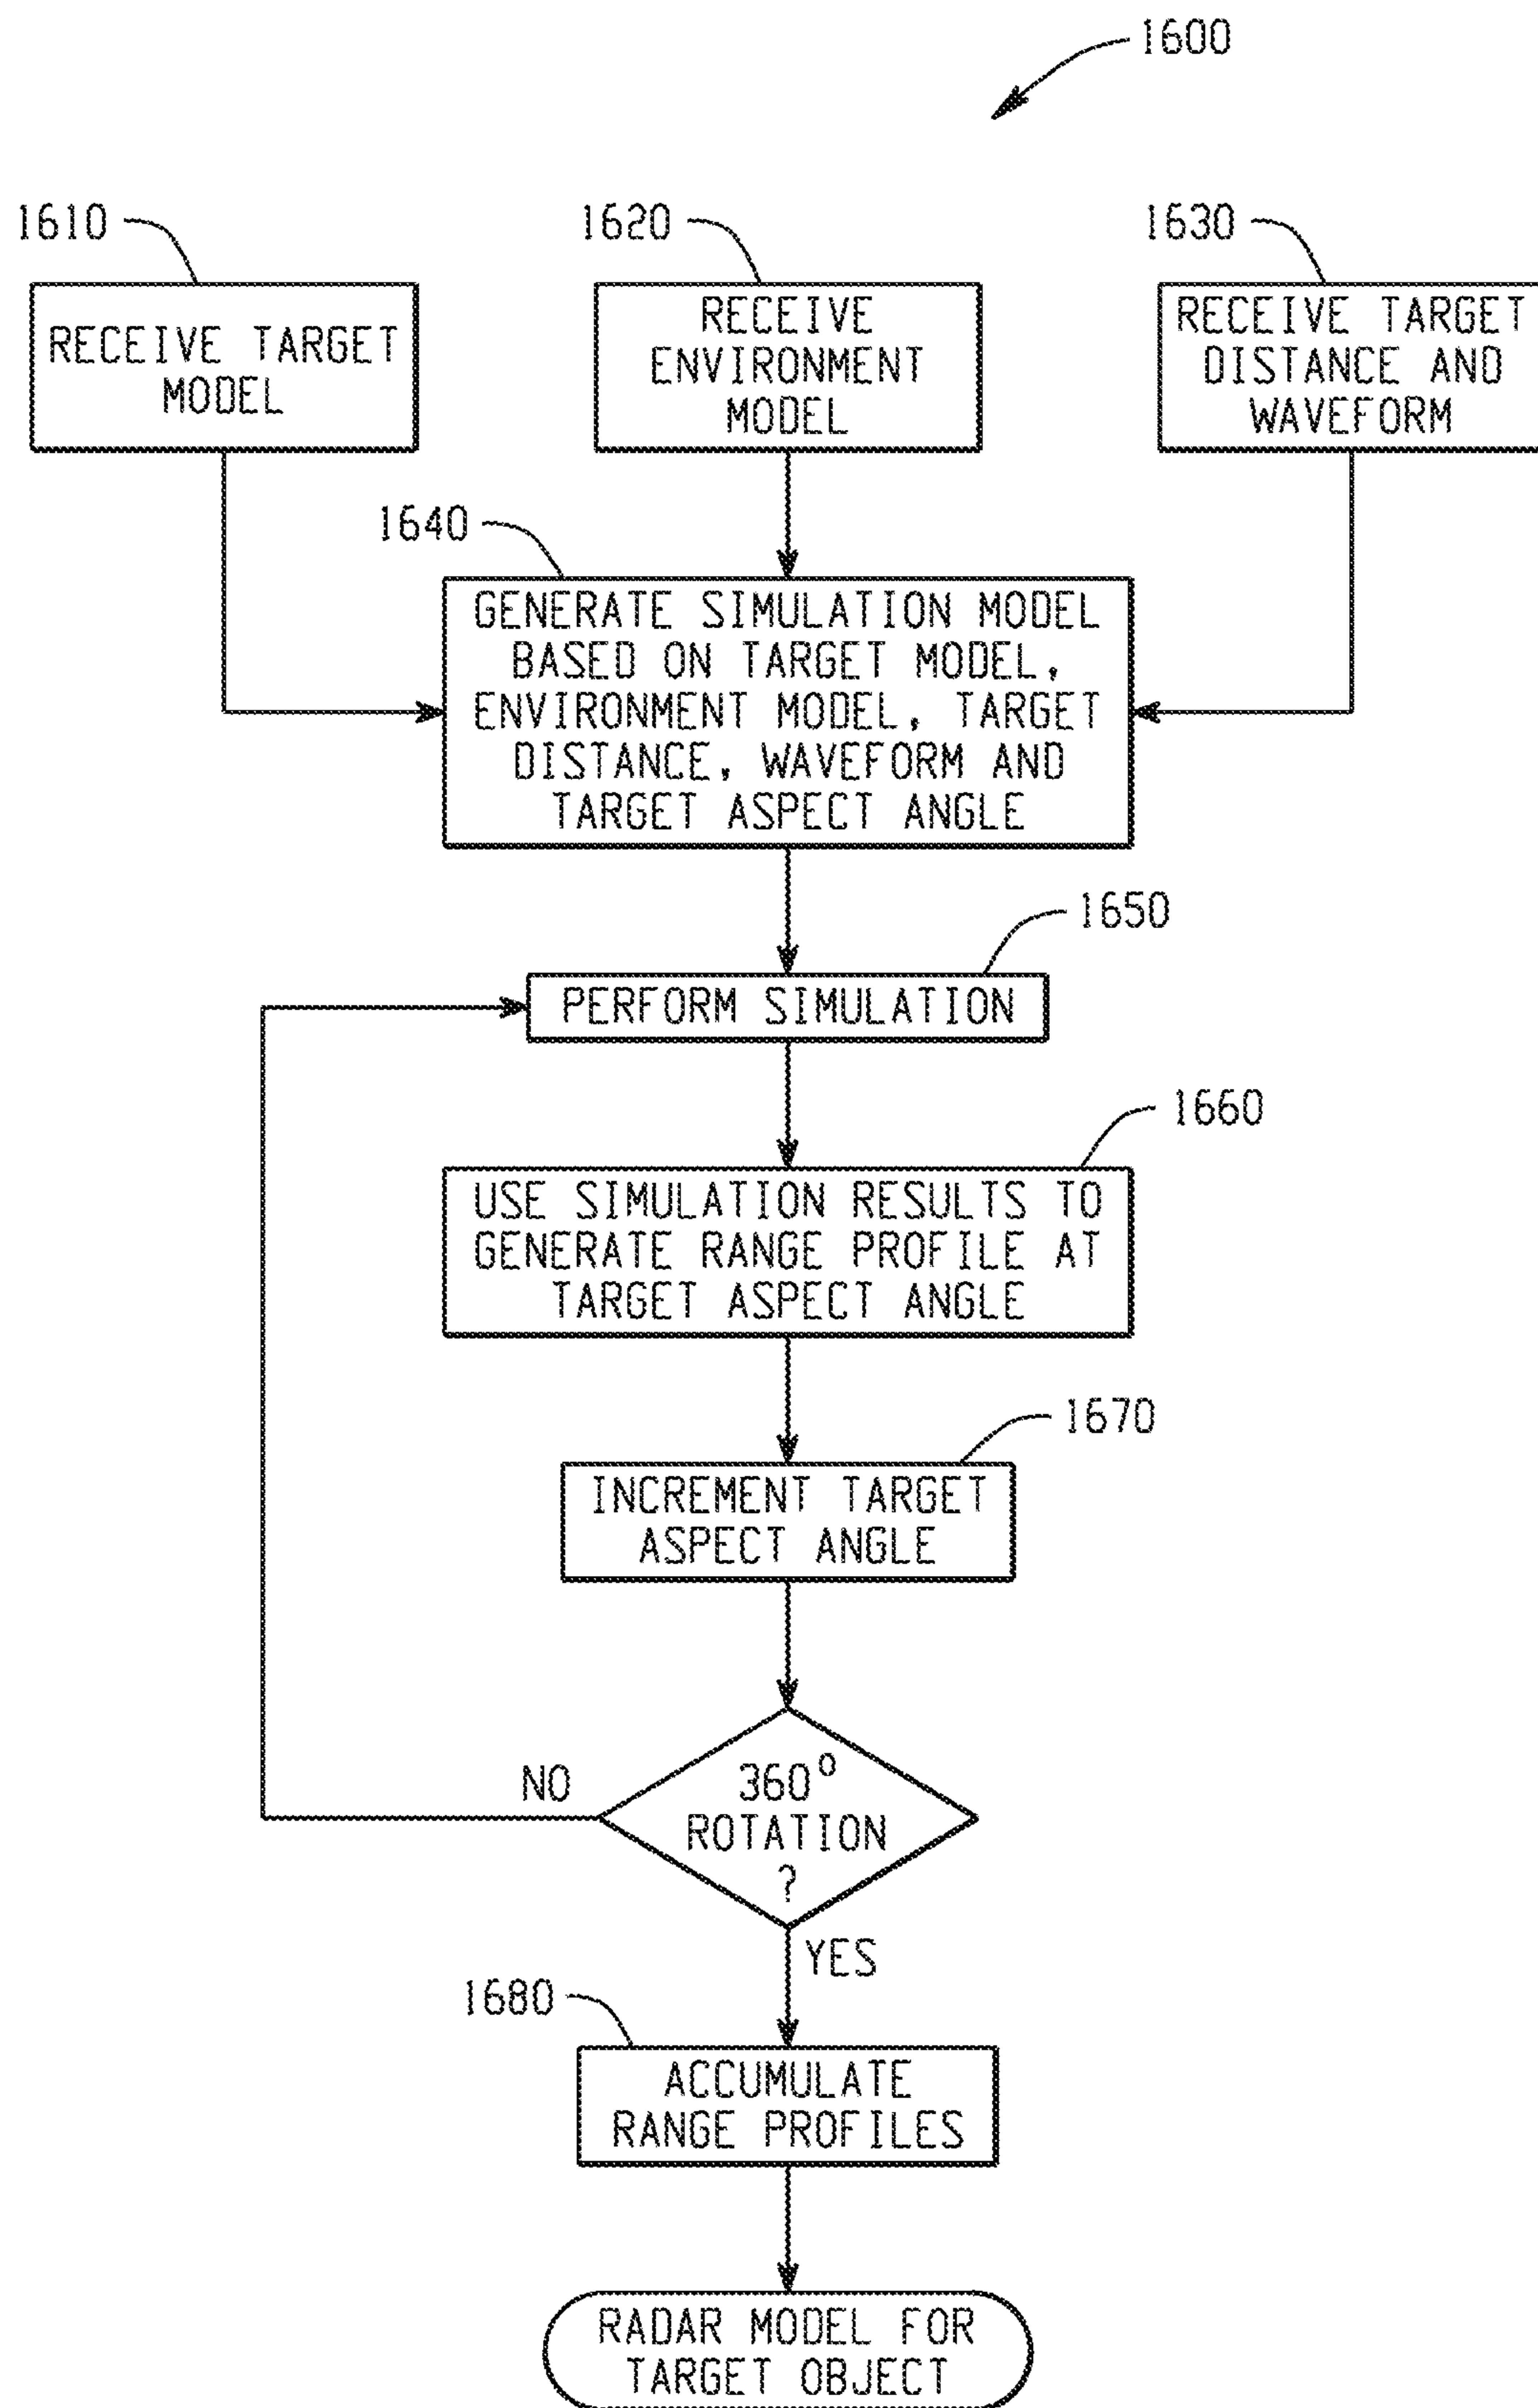 1600
1610
1620
1630
RECEIVE TARGET
MODEL
RECEIVE
ENVIRONMENT
MODEL
RECEIVE TARGET
DISTANCE AND
WAVEFORM
1640
GENERATE SIMULATION MODEL
BASED ON TARGET MODEL,
ENVIRONMENT MODEL, TARGET
DISTANCE, WAVEFORM AND
TARGET ASPECT ANGLE
1650
PERFORM SIMULATION
1660
USE SIMULATION RESULTS TO
GENERATE RANGE PROFILE AT
TARGET ASPECT ANGLE
1670
INCREMENT TARGET
ASPECT ANGLE
NO
360°
ROTATION
?
YES
1680
ACCUMULATE
RANGE PROFILES
RADAR MODEL FOR
TARGET OBJECT